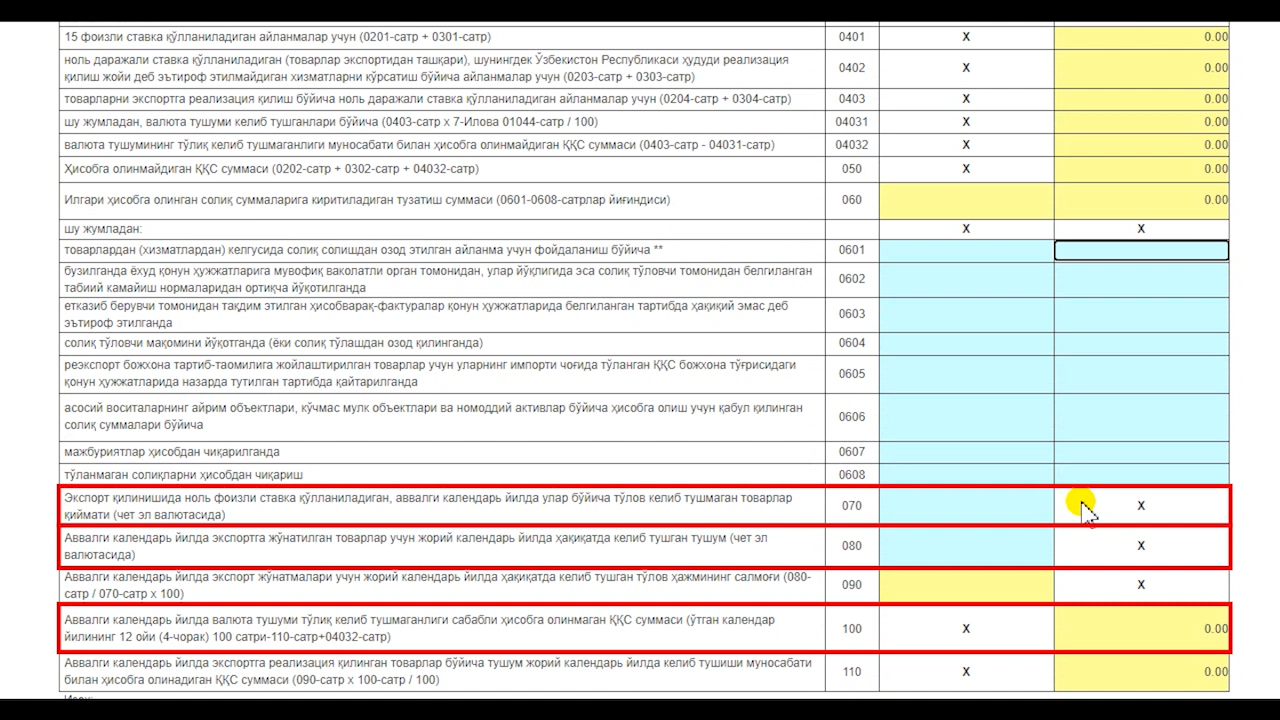 15 фоизли ставка қўлланиладиган айланмалар учун (0201-сатр + 0301-сатр) 0401 X 0.00
ноль даражали ставка қўлланиладиган (товарлар экспортидан ташқари), шунингдек Ўзбекистон Республикаси ҳудуди реализация
қилиш жойи деб эътироф этилмайдиган хизматларни кўрсатиш бўйича айланмалар учун (0203-сатр + 0303-сатр) 0402 X 0.00
товарларни экспортга реализация қилиш бўйича ноль даражали ставка қўлланиладиган айланмалар учун (0204-сатр + 0304-сатр) 0403 X 0.00
шу жумладан, валюта тушуми келиб тушганлари бўйича (0403-сатр х 7-Илова 01044-сатр / 100) 04031 X 0.00
валюта тушумининг тўлиқ келиб тушмаганлиги муносабати билан ҳисобга олинмайдиган ҚҚС суммаси (0403-сатр - 04031-сатр) 04032 X 0.00
Ҳисобга олинмайдиган ҚҚС суммаси (0202-сатр + 0302-сатр + 04032-сатр) 050 X 0.00
Илгари ҳисобга олинган солиқ суммаларига киритиладиган тузатиш суммаси (0601-0608-сатрлар йиғиндиси) 060 0.00
шу жумладан: X X
товарлардан (хизматлардан) келгусида солиқ солишдан озод этилган айланма учун фойдаланиш бўйича ** 0601
бузилганда ёхуд қонун ҳужжатларига мувофиқ ваколатли орган томонидан, улар йўқлигида эса солиқ тўловчи томонидан белгиланган
табиий камайиш нормаларидан ортиқча йўқотилганда 0602
етказиб берувчи томонидан тақдим этилган ҳисобварақ-фактуралар қонун ҳужжатларида белгиланган тартибда ҳақиқий эмас деб
эътироф этилганда 0603
солиқ тўловчи мақомини йўқотганда (ёки солиқ тўлашдан озод қилинганда) 0604
реэкспорт божхона тартиб-таомилига жойлаштирилган товарлар учун уларнинг импорти чоғида тўланган ҚҚС божхона тўғрисидаги
қонун ҳужжатларида назарда тутилган тартибда қайтарилганда 0605
асосий воситаларнинг айрим объектлари, кўчмас мулк объектлари ва номоддий активлар бўйича ҳисобга олиш учун қабул қилинган
солиқ суммалари бўйича 0606
мажбуриятлар ҳисобдан чиқарилганда 0607
тўланмаган солиқларни ҳисобдан чиқариш 0608
Экспорт қилинишида ноль фоизли ставка қўлланиладиган, аввалги календарь йилда улар бўйича тўлов келиб тушмаган товарлар
қиймати (чет эл валютасида) 070 X
Аввалги календарь йилда экспортга жўнатилган товарлар учун жорий календарь йилда ҳақиқатда келиб тушган тушум (чет эл
валютасида) 080 X
Аввалги календарь йилда экспорт жўнатмалари учун жорий календарь йилда ҳақиқатда келиб тушган тўлов ҳажмининг салмоғи (080-
сатр / 070-сатр х 100) 090 X
Аввалги календарь йилда валюта тушуми тўлиқ келиб тушмаганлиги сабабли ҳисобга олинмаган ҚҚС суммаси (ўтган календар
йилининг 12 ойи (4-чорак) 100 сатри-110-сатр+04032-сатр) 100 X 0.00
Аввалги календарь йилда экспортга реализация қилинган товарлар бўйича тушум жорий календарь йилда келиб тушиши муносабати
билан ҳисобга олинадиган ҚҚС суммаси (090-сатр х 100-сатр / 100) 110 X 0.00